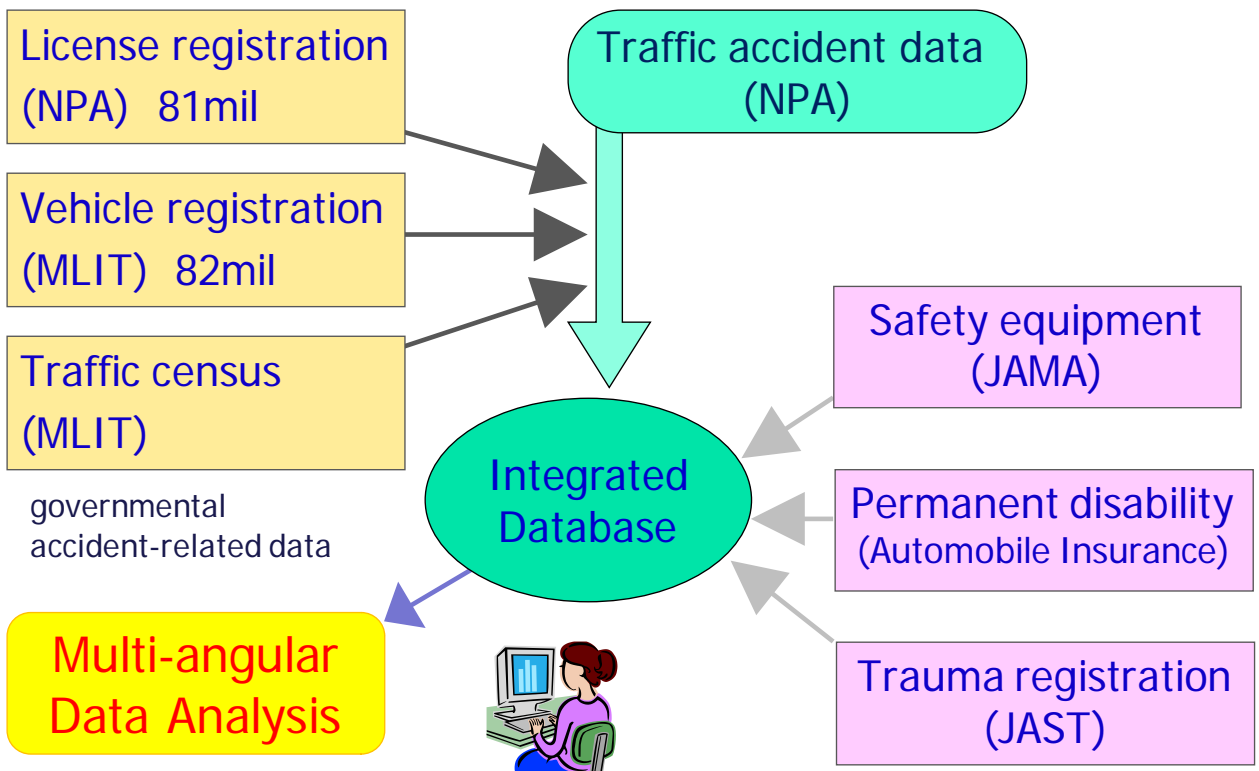 License registration
(NPA) 81mil
Traffic accident data
(NPA)
Vehicle registration
(MLIT) 82mil
Traffic census
(MLIT)
governmental
accident-related data
Integrated
Database
Safety equipment
(JAMA)
Permanent disability
(Automobile Insurance)
Trauma registration
(JAST)
Multi-angular
Data Analysis